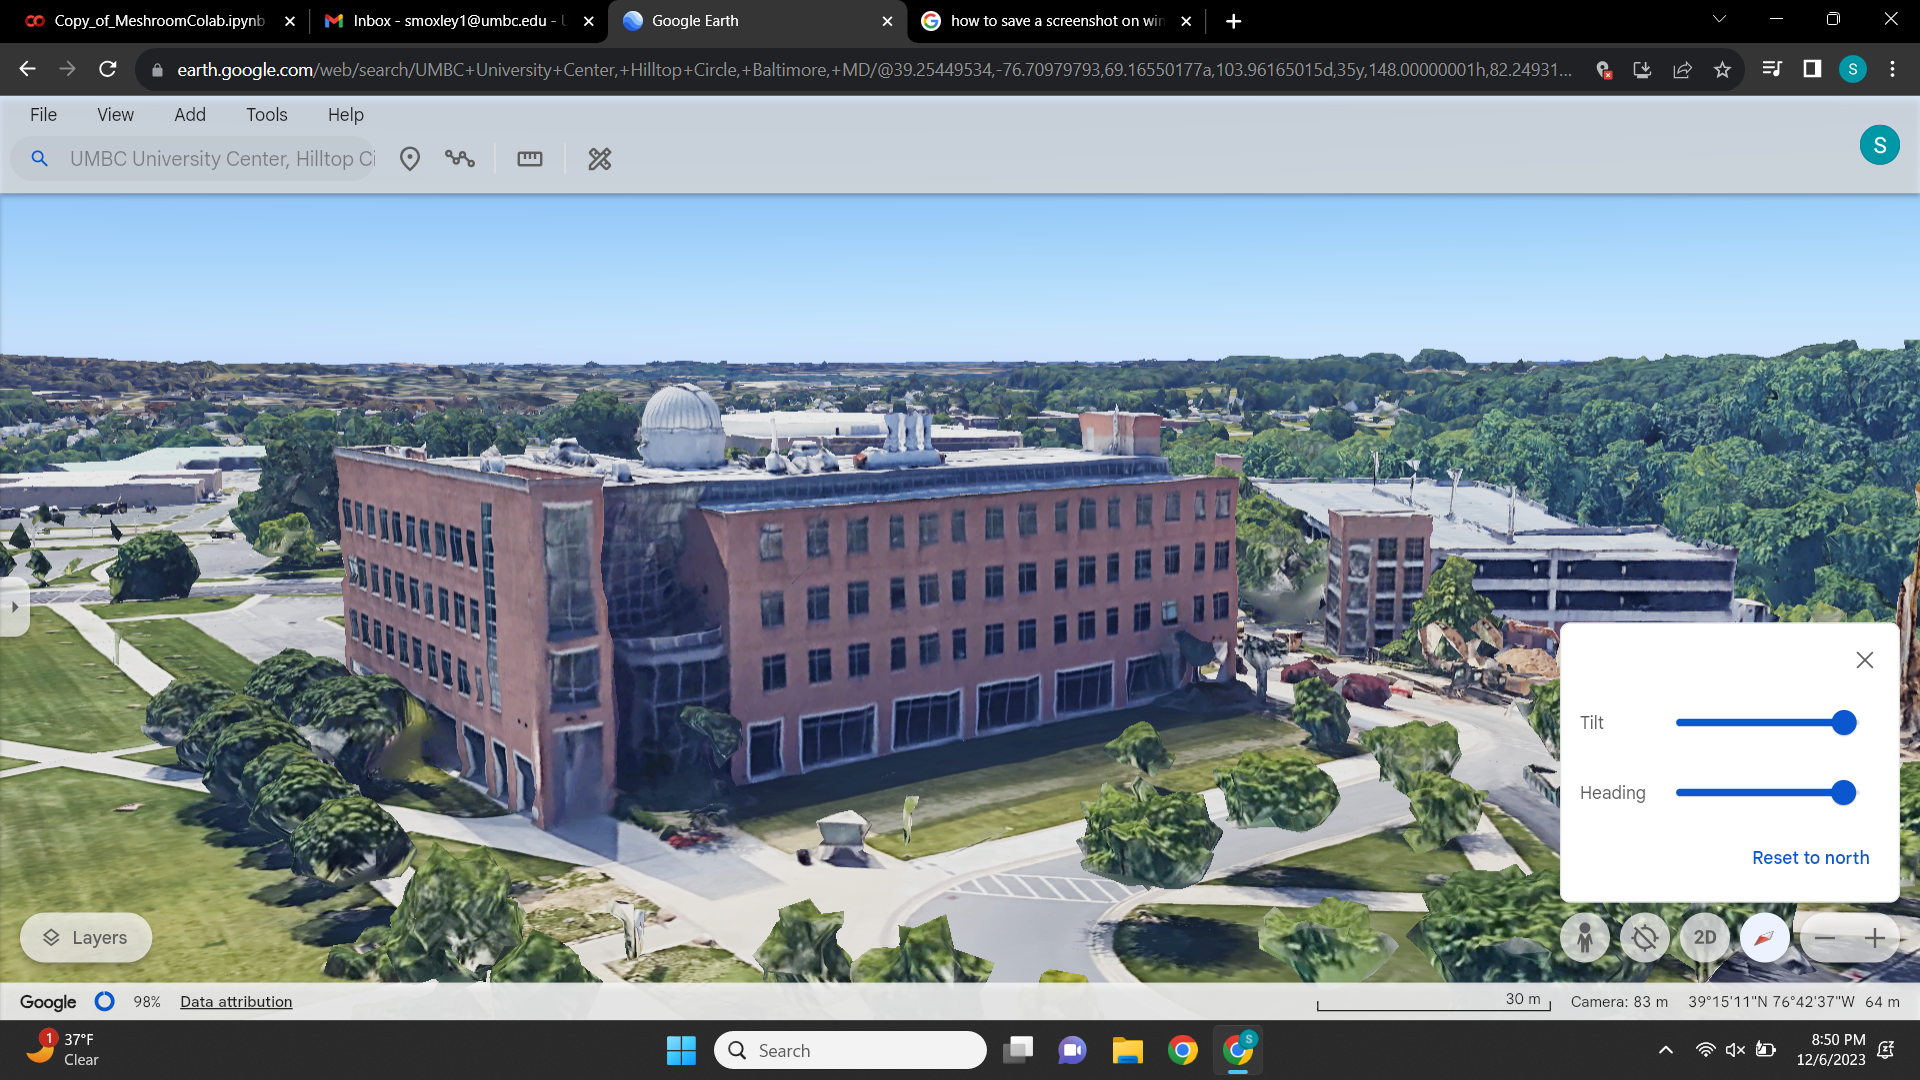 Copy_of_MeshroomColab.ipynb
Inbox - smoxley1@umbc.edu -
Google Earth
how to save a screenshot on win
earth.google.com/web/search/UMBC+University+Center,+Hilltop+Circle,+Baltimore,+MD/@39.25449534,-76.70979793,69.16550177a,103.96165015d,35y,148.00000001h,82.24931...
S
File View Add Tools Help
UMBC University Center, Hilltop Ci
S
Tilt
Heading
Reset to north
Layers
2D
Google 98% Data attribution
30 m Camera: 83 m 39°15'11"N 76°42'37"W 64 m
1
37°F
Clear
Search
S
8:50 PM
12/6/2023